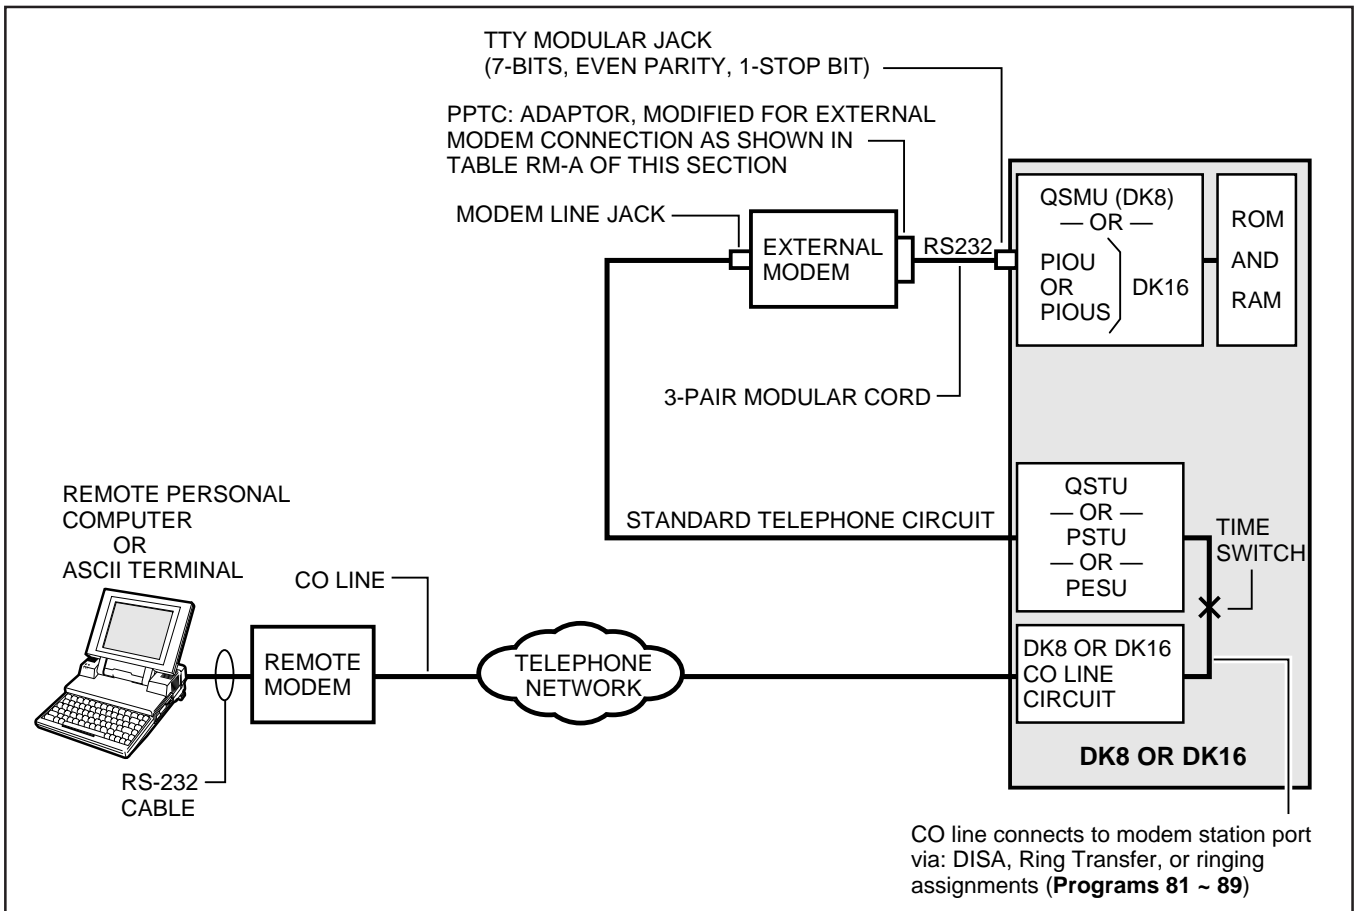 TTY MODULAR JACK
(7-BITS, EVEN PARITY, 1-STOP BIT)
PPTC: ADAPTOR, MODIFIED FOR EXTERNAL
MODEM CONNECTION AS SHOWN IN
TABLE RM-A OF THIS SECTION
MODEM LINE JACK
EXTERNAL
MODEM
RS232
QSMU (DK8)
— OR —
PIOU
OR
PIOUS
DK16
ROM
AND
RAM
3-PAIR MODULAR CORD
REMOTE PERSONAL
COMPUTER
OR
ASCII TERMINAL
CO LINE
STANDARD TELEPHONE CIRCUIT
QSTU
— OR —
PSTU
— OR —
PESU
TIME
SWITCH
REMOTE
MODEM
TELEPHONE
NETWORK
DK8 OR DK16
CO LINE
CIRCUIT
DK8 OR DK16
RS-232
CABLE
CO line connects to modem station port
via: DISA, Ring Transfer, or ringing
assignments (Programs 81 ~ 89)